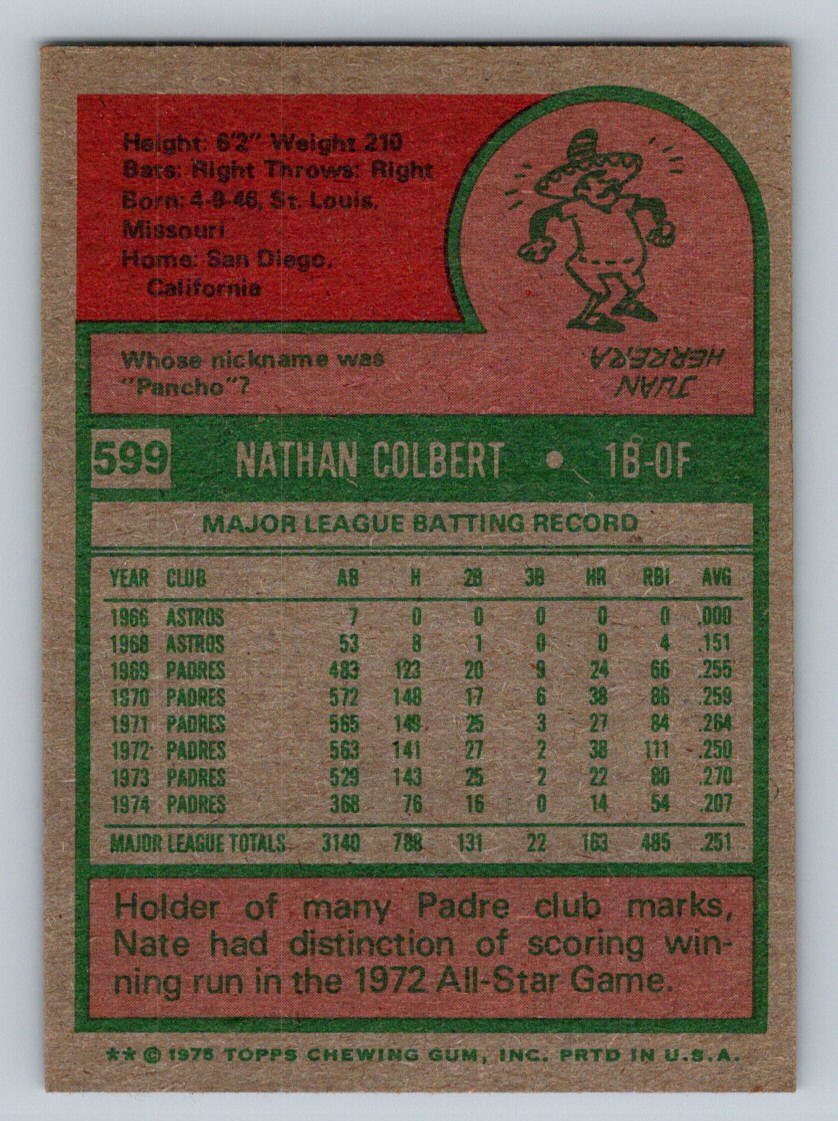 Height: 6'2" Weight 210
Bats: Right Throws: Right
Born: 4-9-46, St. Louis,
Missouri
Home: San Diego,
California
Whose nickname was
"Pancho"?
JUAN
HERRERA
599 NATHAN COLBERT • 1B-OF
MAJOR LEAGUE BATTING RECORD
YEAR CLUB AB H 2B 3B HR RBI AVG
1966 ASTROS 7 0 0 0 0 0 .000
1968 ASTROS 53 8 1 0 0 4 .151
1969 PADRES 483 123 20 9 24 66 .255
1970 PADRES 572 148 17 6 38 86 .259
1971 PADRES 565 149 25 3 27 84 .264
1972 PADRES 563 141 27 2 38 111 .250
1973 PADRES 529 143 25 2 22 80 .270
1974 PADRES 368 76 16 0 14 54 .207
MAJOR LEAGUE TOTALS 3140 788 131 22 163 485 .251
Holder of many Padre club marks,
Nate had distinction of scoring win-
ning run in the 1972 All-Star Game.
** © 1975 TOPPS CHEWING GUM, INC. PRTD IN U.S.A.